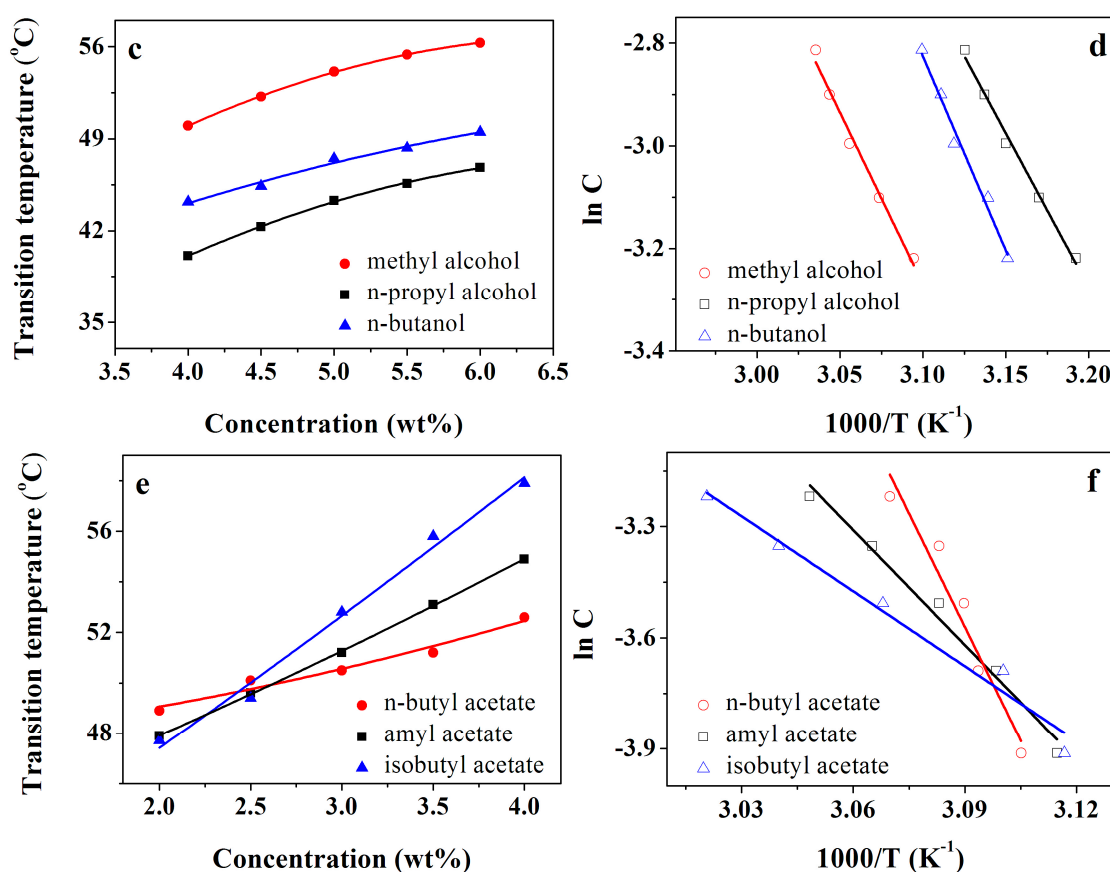 c
Transition temperature (°C)
56
49
42
35
methyl alcohol
n-propyl alcohol
n-butanol
3.5 4.0 4.5 5.0 5.5 6.0 6.5
Concentration (wt%)
d
ln C
-2.8
-3.0
-3.2
-3.4
methyl alcohol
n-propyl alcohol
n-butanol
3.00 3.05 3.10 3.15 3.20
1000/T (K⁻¹)
e
Transition temperature (°C)
56
52
48
n-butyl acetate
amyl acetate
isobutyl acetate
2.0 2.5 3.0 3.5 4.0
Concentration (wt%)
f
ln C
-3.3
-3.6
-3.9
n-butyl acetate
amyl acetate
isobutyl acetate
3.03 3.06 3.09 3.12
1000/T (K⁻¹)